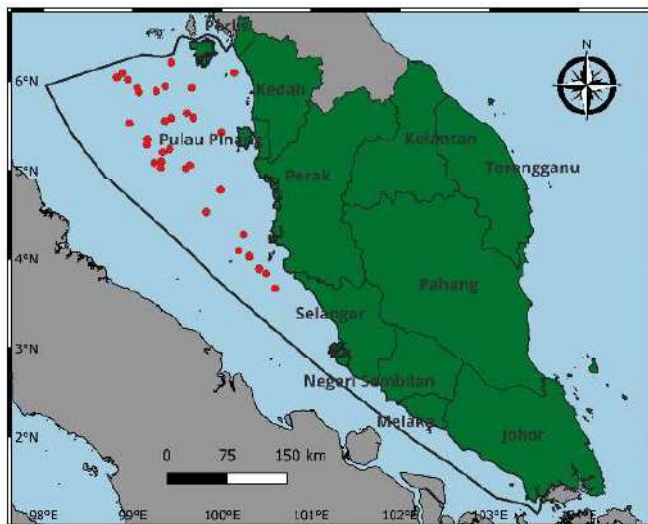 Perlis
N
6°N
Kedah
Pulau Pinang
Kelantan
Terengganu
5°N
Perak
4°N
Pahang
Selangor
3°N
Negeri Sembilan
Melaka
Johor
2°N
0 75 150 km
98°E 99°E 100°E 101°E 102°E 103°E 104°E